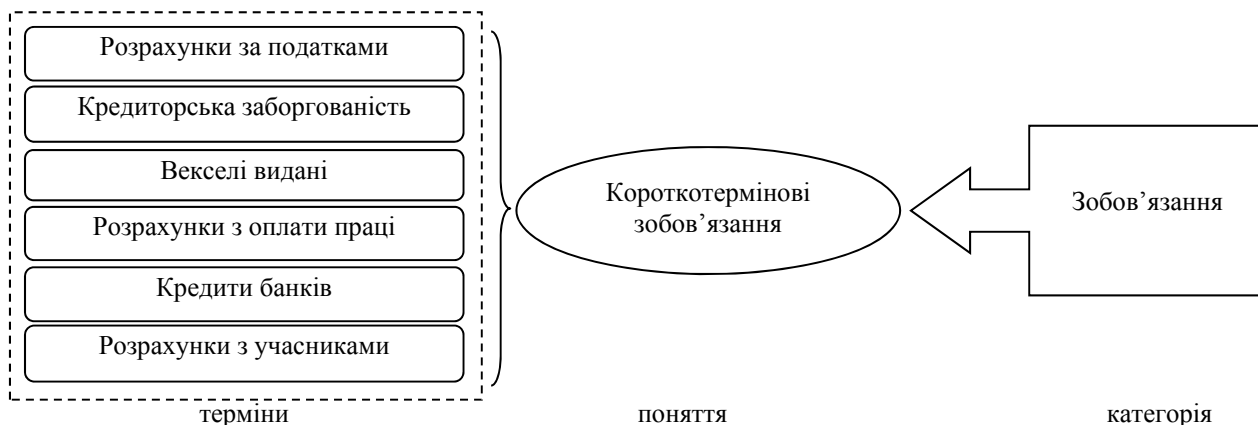 Розрахунки за податками
Кредиторська заборгованість
Векселі видані
Розрахунки з оплати праці
Кредити банків
Розрахунки з учасниками
Короткотермінові
зобов’язання
Зобов’язання
терміни
поняття
категорія